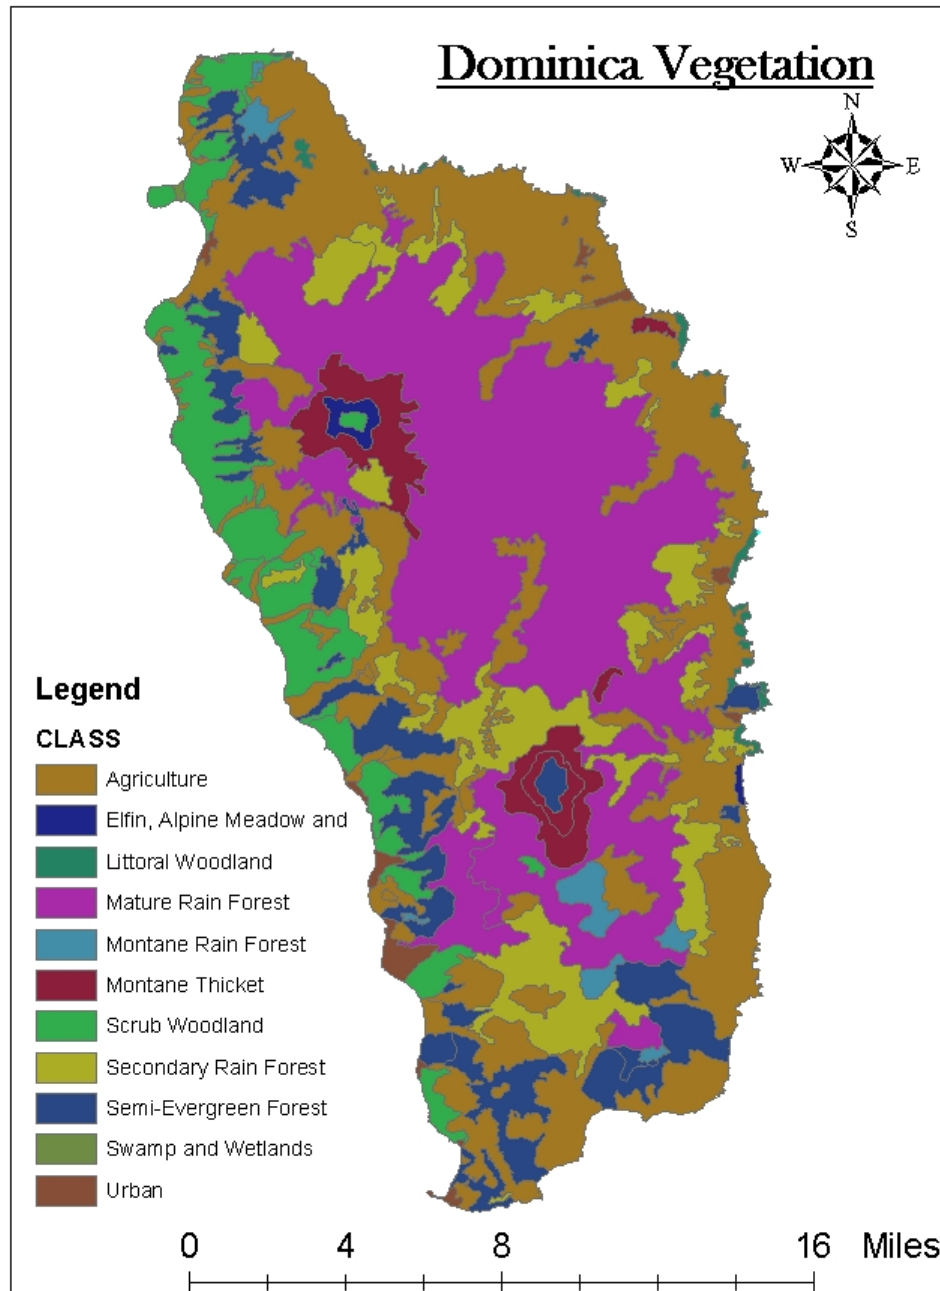 Dominica Vegetation
N
W E
S
Legend
CLASS
Agriculture
Elfin, Alpine Meadow and
Littoral Woodland
Mature Rain Forest
Montane Rain Forest
Montane Thicket
Scrub Woodland
Secondary Rain Forest
Semi-Evergreen Forest
Swamp and Wetlands
Urban
0 4 8 16 Miles